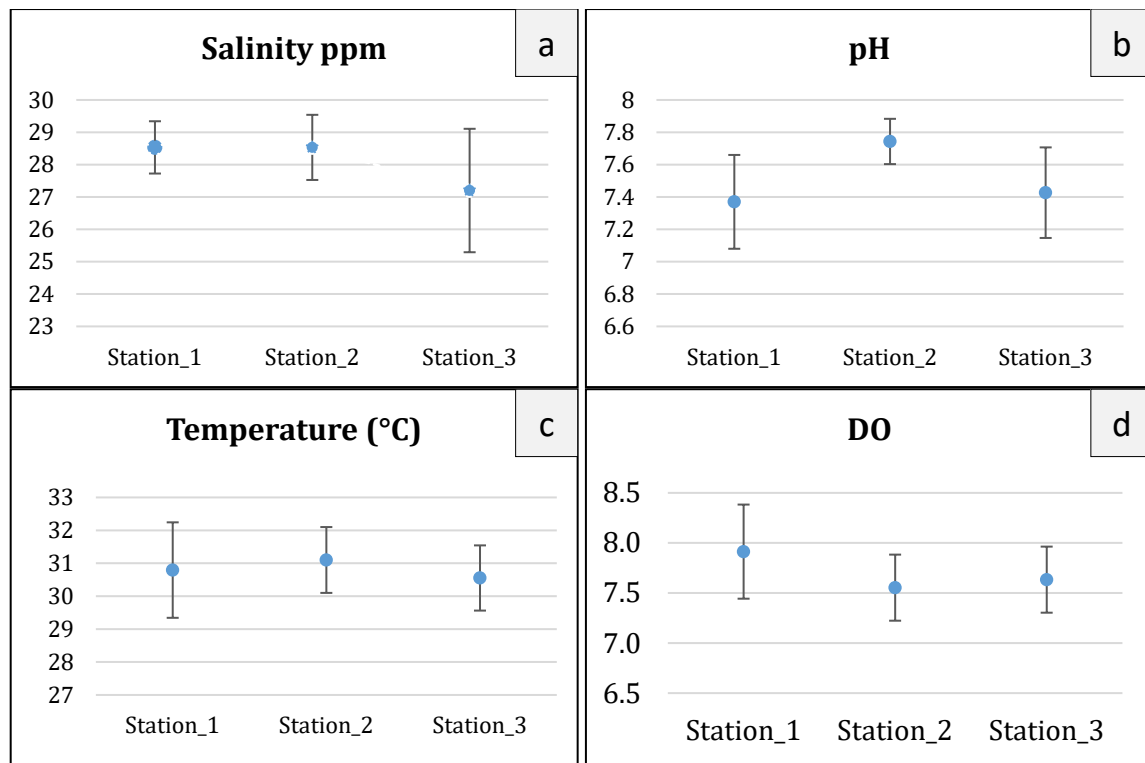 Salinity ppm
a
30
29
28
27
26
25
24
23
Station_1 Station_2 Station_3
pH
b
8
7.8
7.6
7.4
7.2
7
6.8
6.6
Station_1 Station_2 Station_3
Temperature (°C)
c
33
32
31
30
29
28
27
Station_1 Station_2 Station_3
DO
d
8.5
8.0
7.5
7.0
6.5
Station_1 Station_2 Station_3